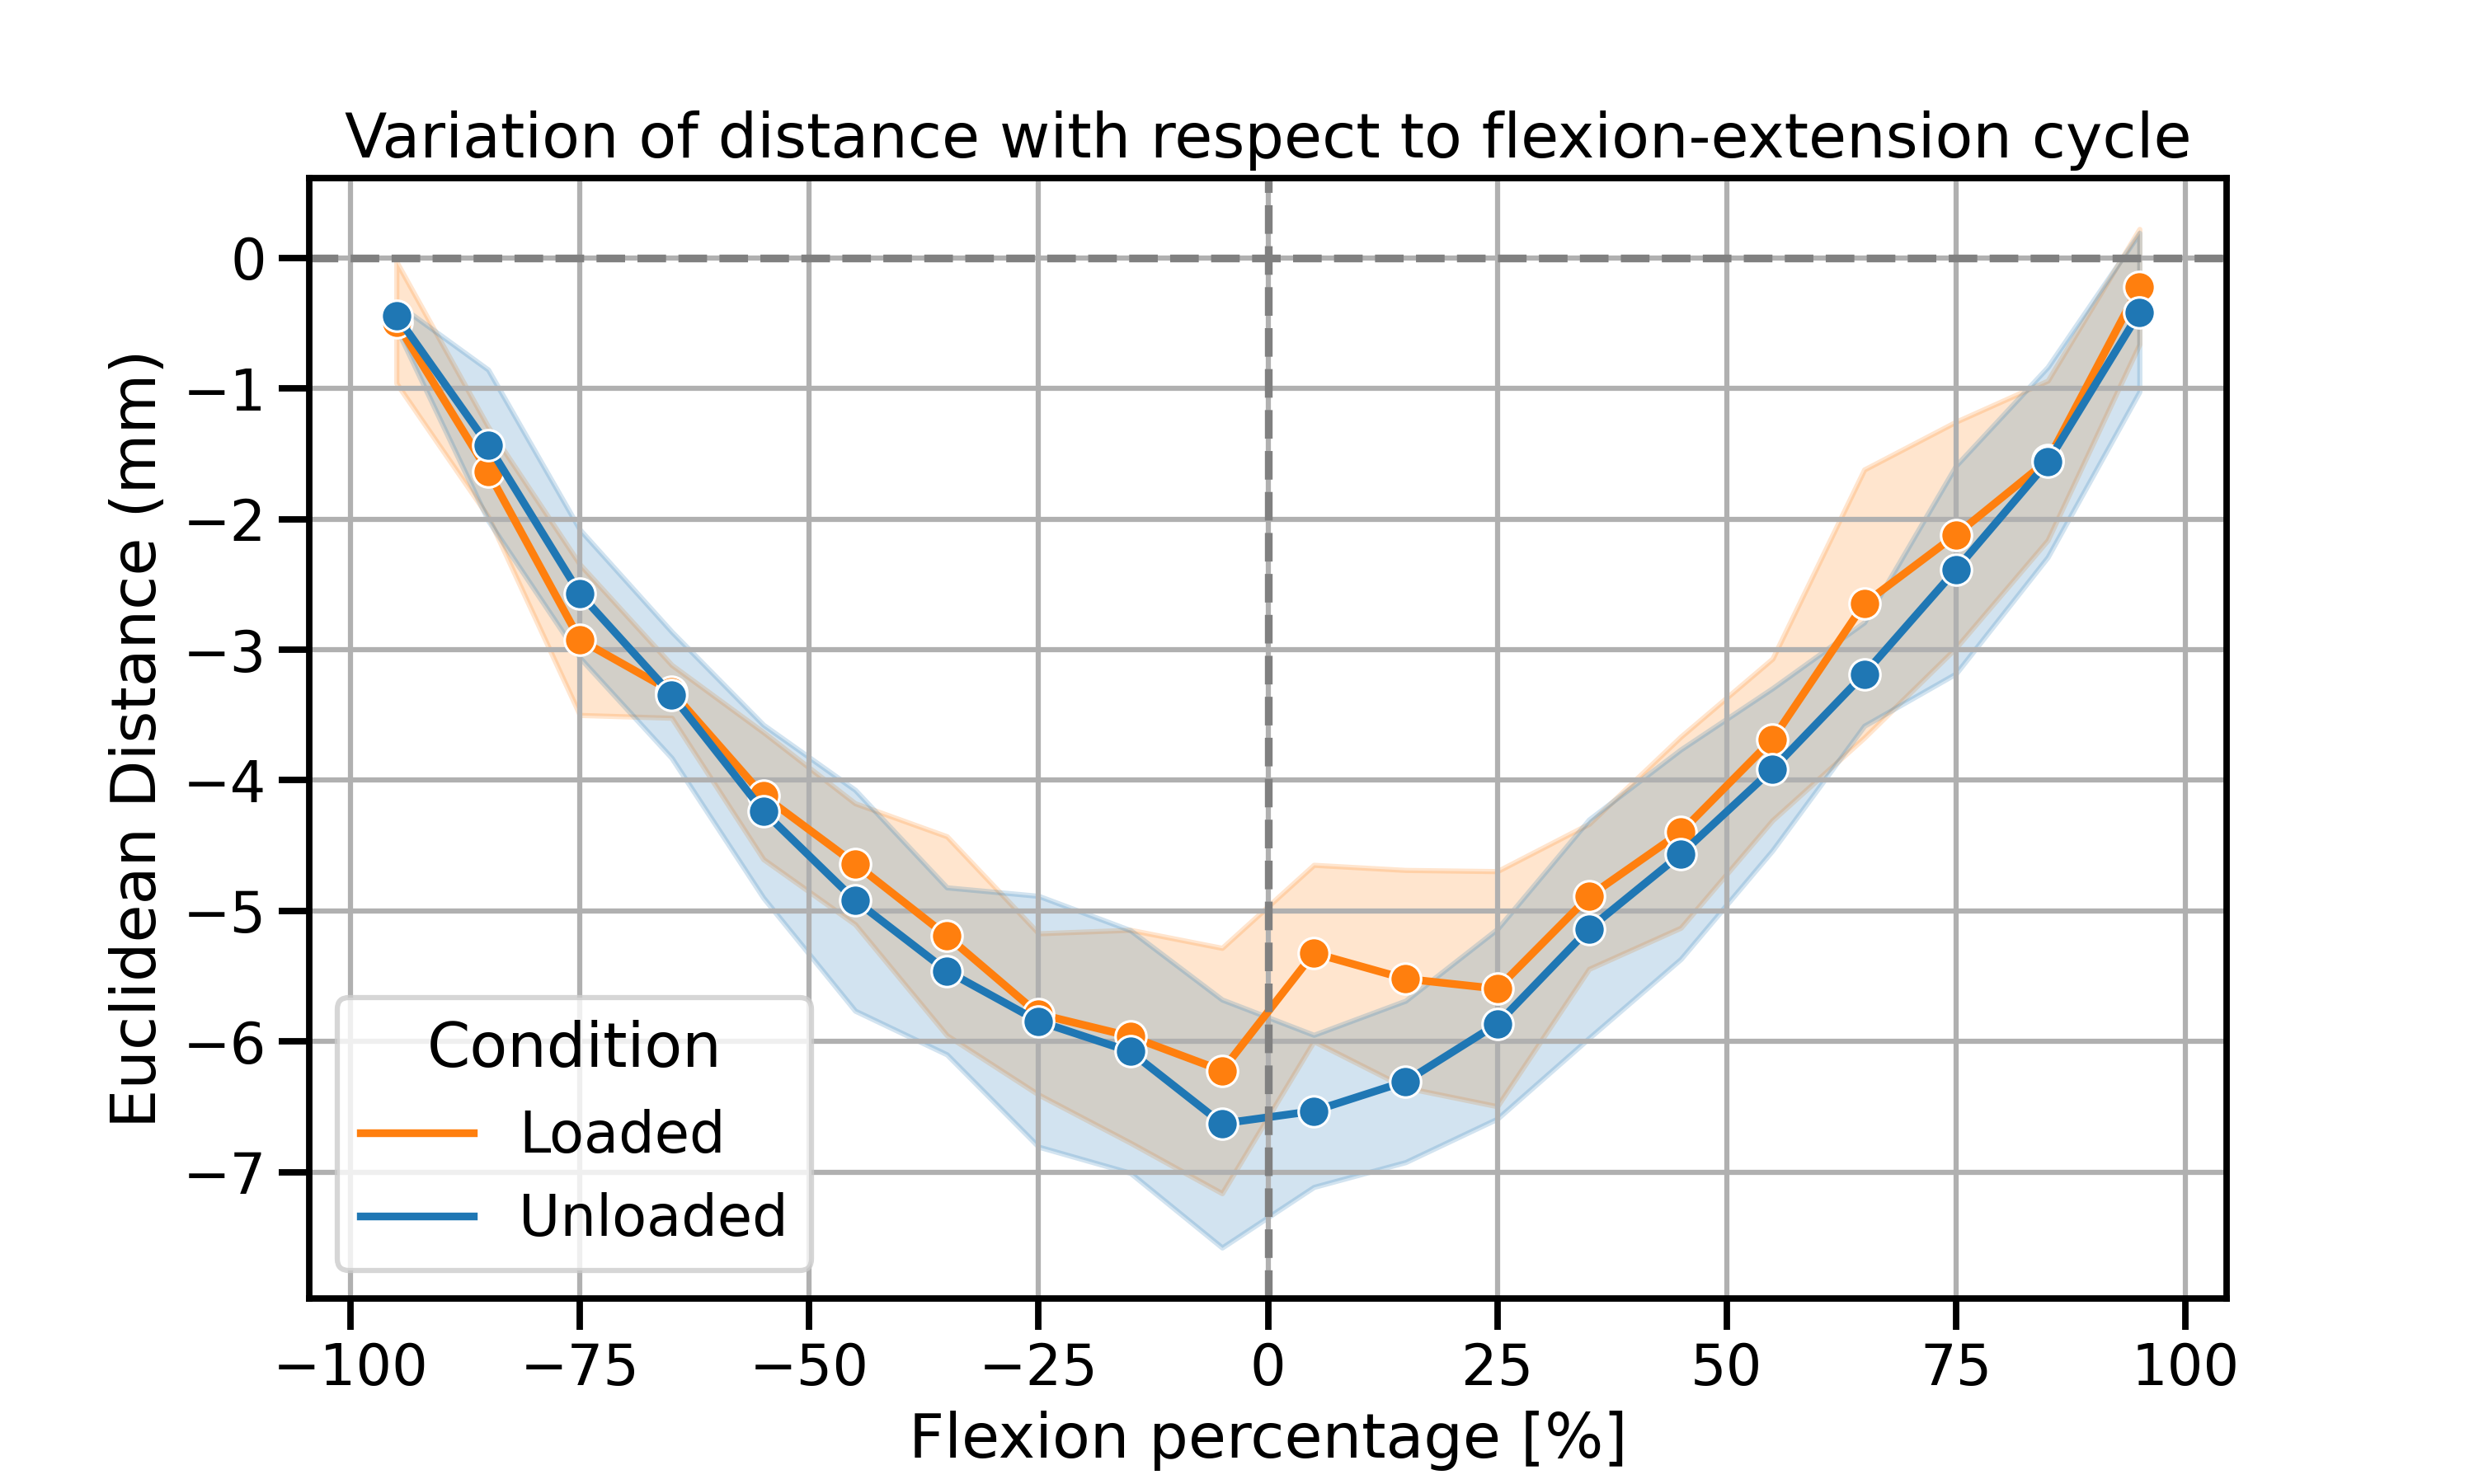 Variation of distance with respect to flexion-extension cycle
Euclidean Distance (mm)
0
−1
−2
−3
−4
−5
−6
−7
Condition
Loaded
Unloaded
−100 −75 −50 −25 0 25 50 75 100
Flexion percentage [%]